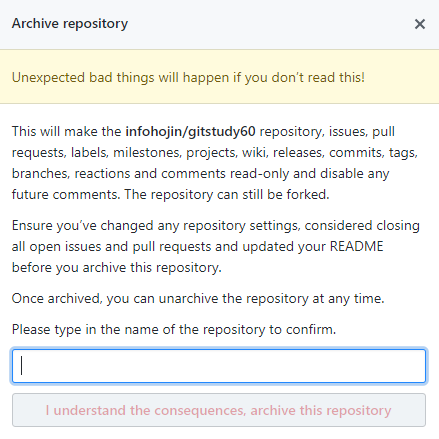 Archive repository
Unexpected bad things will happen if you don’t read this!
This will make the infohojin/gitstudy60 repository, issues, pull
requests, labels, milestones, projects, wiki, releases, commits, tags,
branches, reactions and comments read-only and disable any
future comments. The repository can still be forked.
Ensure you’ve changed any repository settings, considered closing
all open issues and pull requests and updated your README
before you archive this repository.
Once archived, you can unarchive the repository at any time.
Please type in the name of the repository to confirm.
I understand the consequences, archive this repository